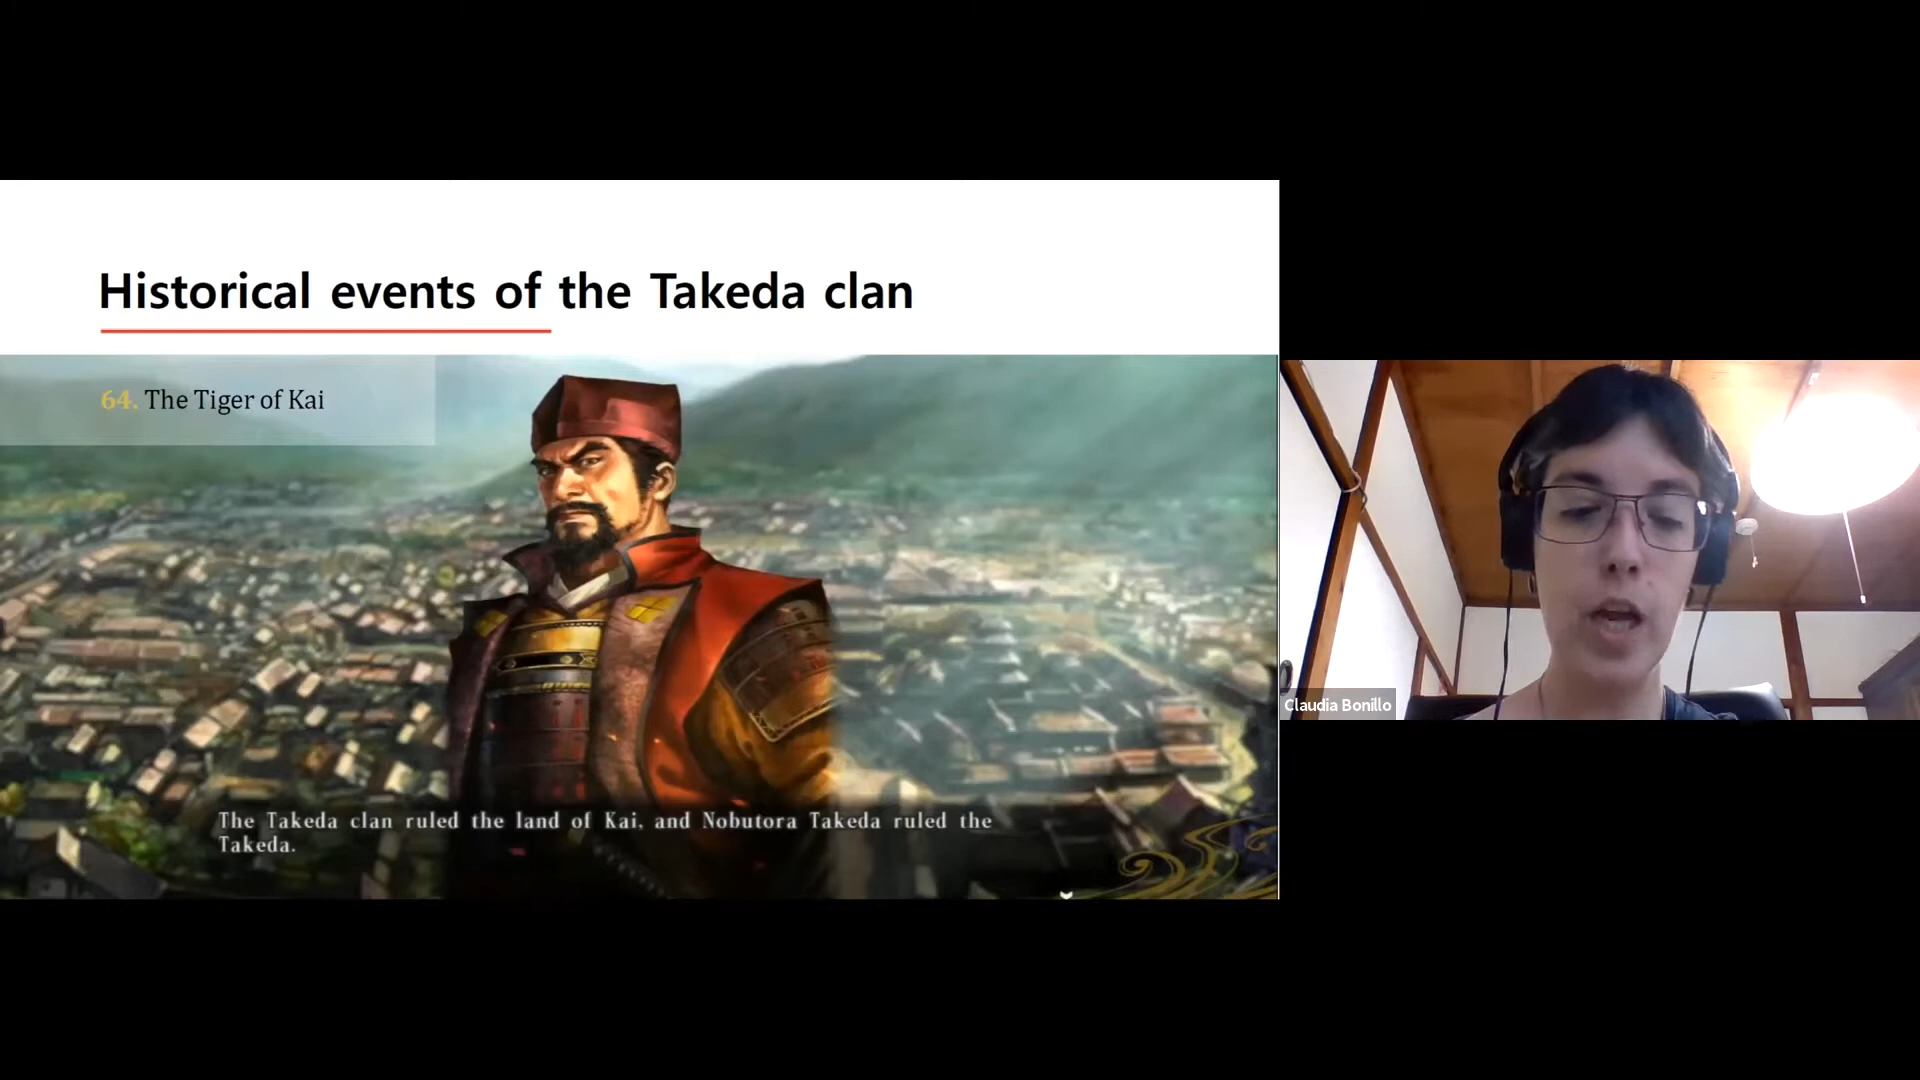 Historical events of the Takeda clan
64. The Tiger of Kai
The Takeda clan ruled the land of Kai, and Nobutora Takeda ruled the
Takeda.
Claudia Bonillo